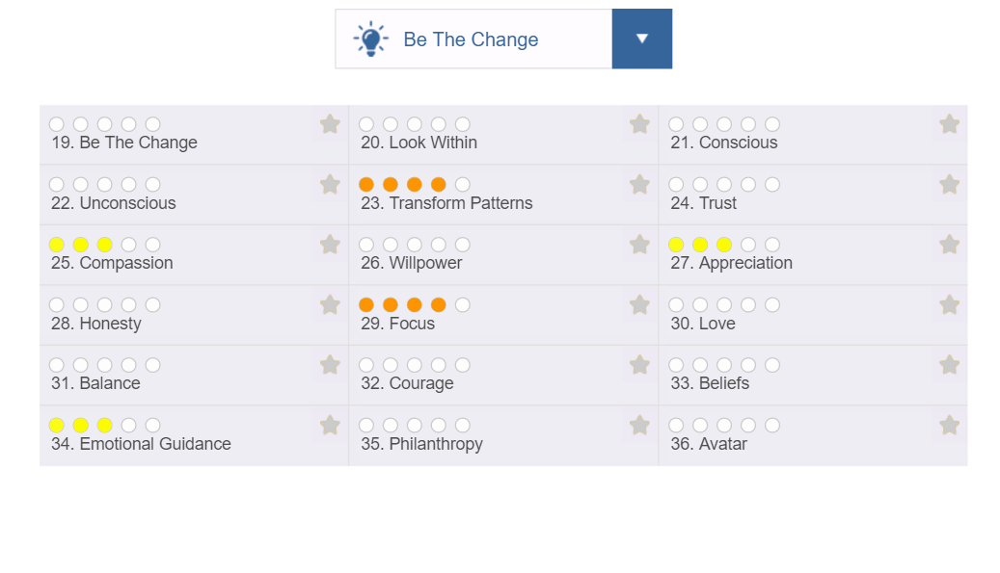 Be The Change
19. Be The Change
20. Look Within
21. Conscious
22. Unconscious
23. Transform Patterns
24. Trust
25. Compassion
26. Willpower
27. Appreciation
28. Honesty
29. Focus
30. Love
31. Balance
32. Courage
33. Beliefs
34. Emotional Guidance
35. Philanthropy
36. Avatar